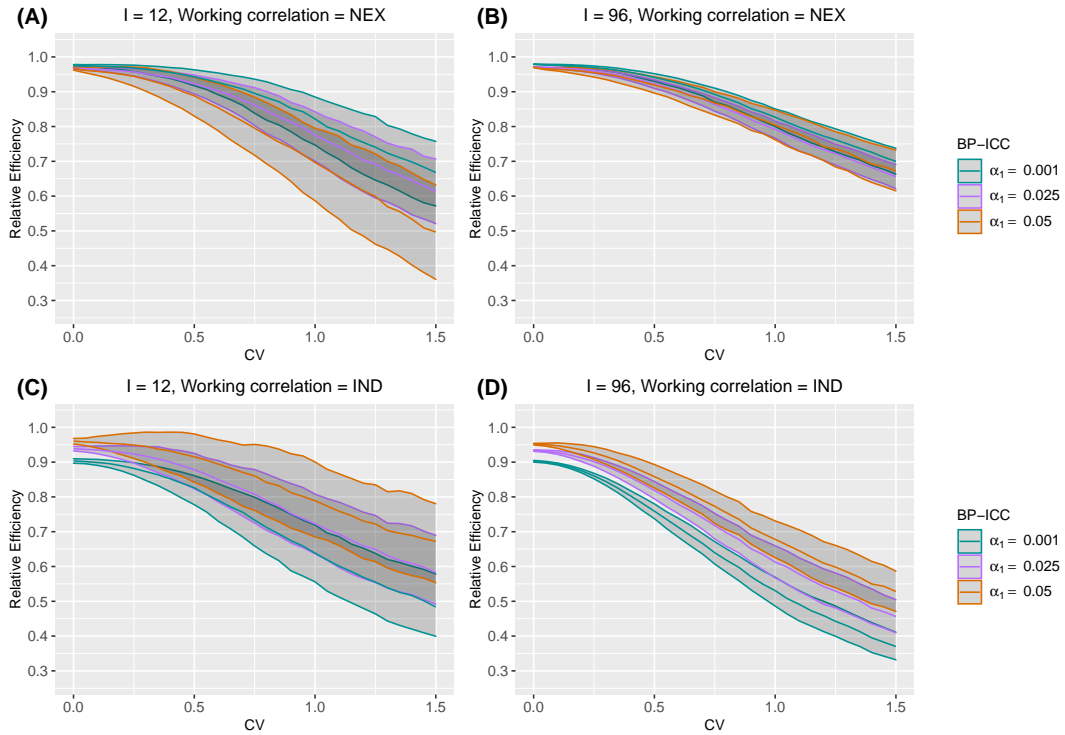 (A) I = 12, Working correlation = NEX
1.0
0.9
0.8
0.7
0.6
0.5
0.4
0.3
Relative Efficiency
0.0 0.5 1.0 1.5
CV
(B) I = 96, Working correlation = NEX
1.0
0.9
0.8
0.7
0.6
0.5
0.4
0.3
Relative Efficiency
0.0 0.5 1.0 1.5
CV
BP−ICC
α₁ = 0.001
α₁ = 0.025
α₁ = 0.05
(C) I = 12, Working correlation = IND
1.0
0.9
0.8
0.7
0.6
0.5
0.4
0.3
Relative Efficiency
0.0 0.5 1.0 1.5
CV
(D) I = 96, Working correlation = IND
1.0
0.9
0.8
0.7
0.6
0.5
0.4
0.3
Relative Efficiency
0.0 0.5 1.0 1.5
CV
BP−ICC
α₁ = 0.001
α₁ = 0.025
α₁ = 0.05